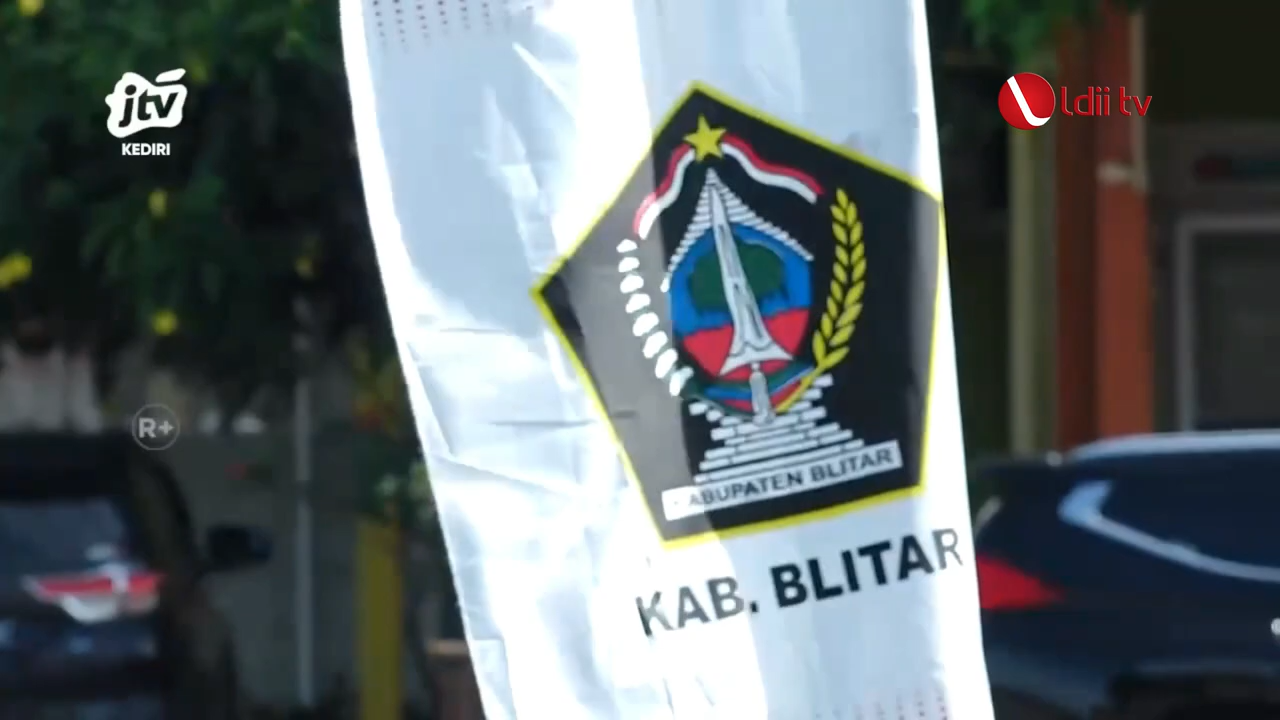 jtv
KEDIRI
ldii tv
R+
KABUPATEN BLITAR
KAB. BLITAR